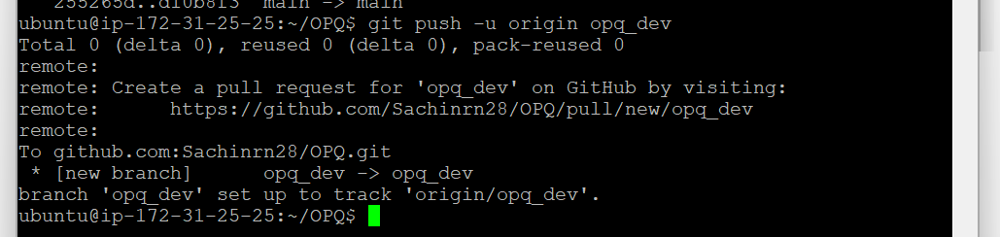 255265d..df0b8f3  main -> main
ubuntu@ip-172-31-25-25:~/OPQ$ git push -u origin opq_dev
Total 0 (delta 0), reused 0 (delta 0), pack-reused 0
remote:
remote: Create a pull request for 'opq_dev' on GitHub by visiting:
remote:      https://github.com/Sachinrn28/OPQ/pull/new/opq_dev
remote:
To github.com:Sachinrn28/OPQ.git
 * [new branch]      opq_dev -> opq_dev
branch 'opq_dev' set up to track 'origin/opq_dev'.
ubuntu@ip-172-31-25-25:~/OPQ$